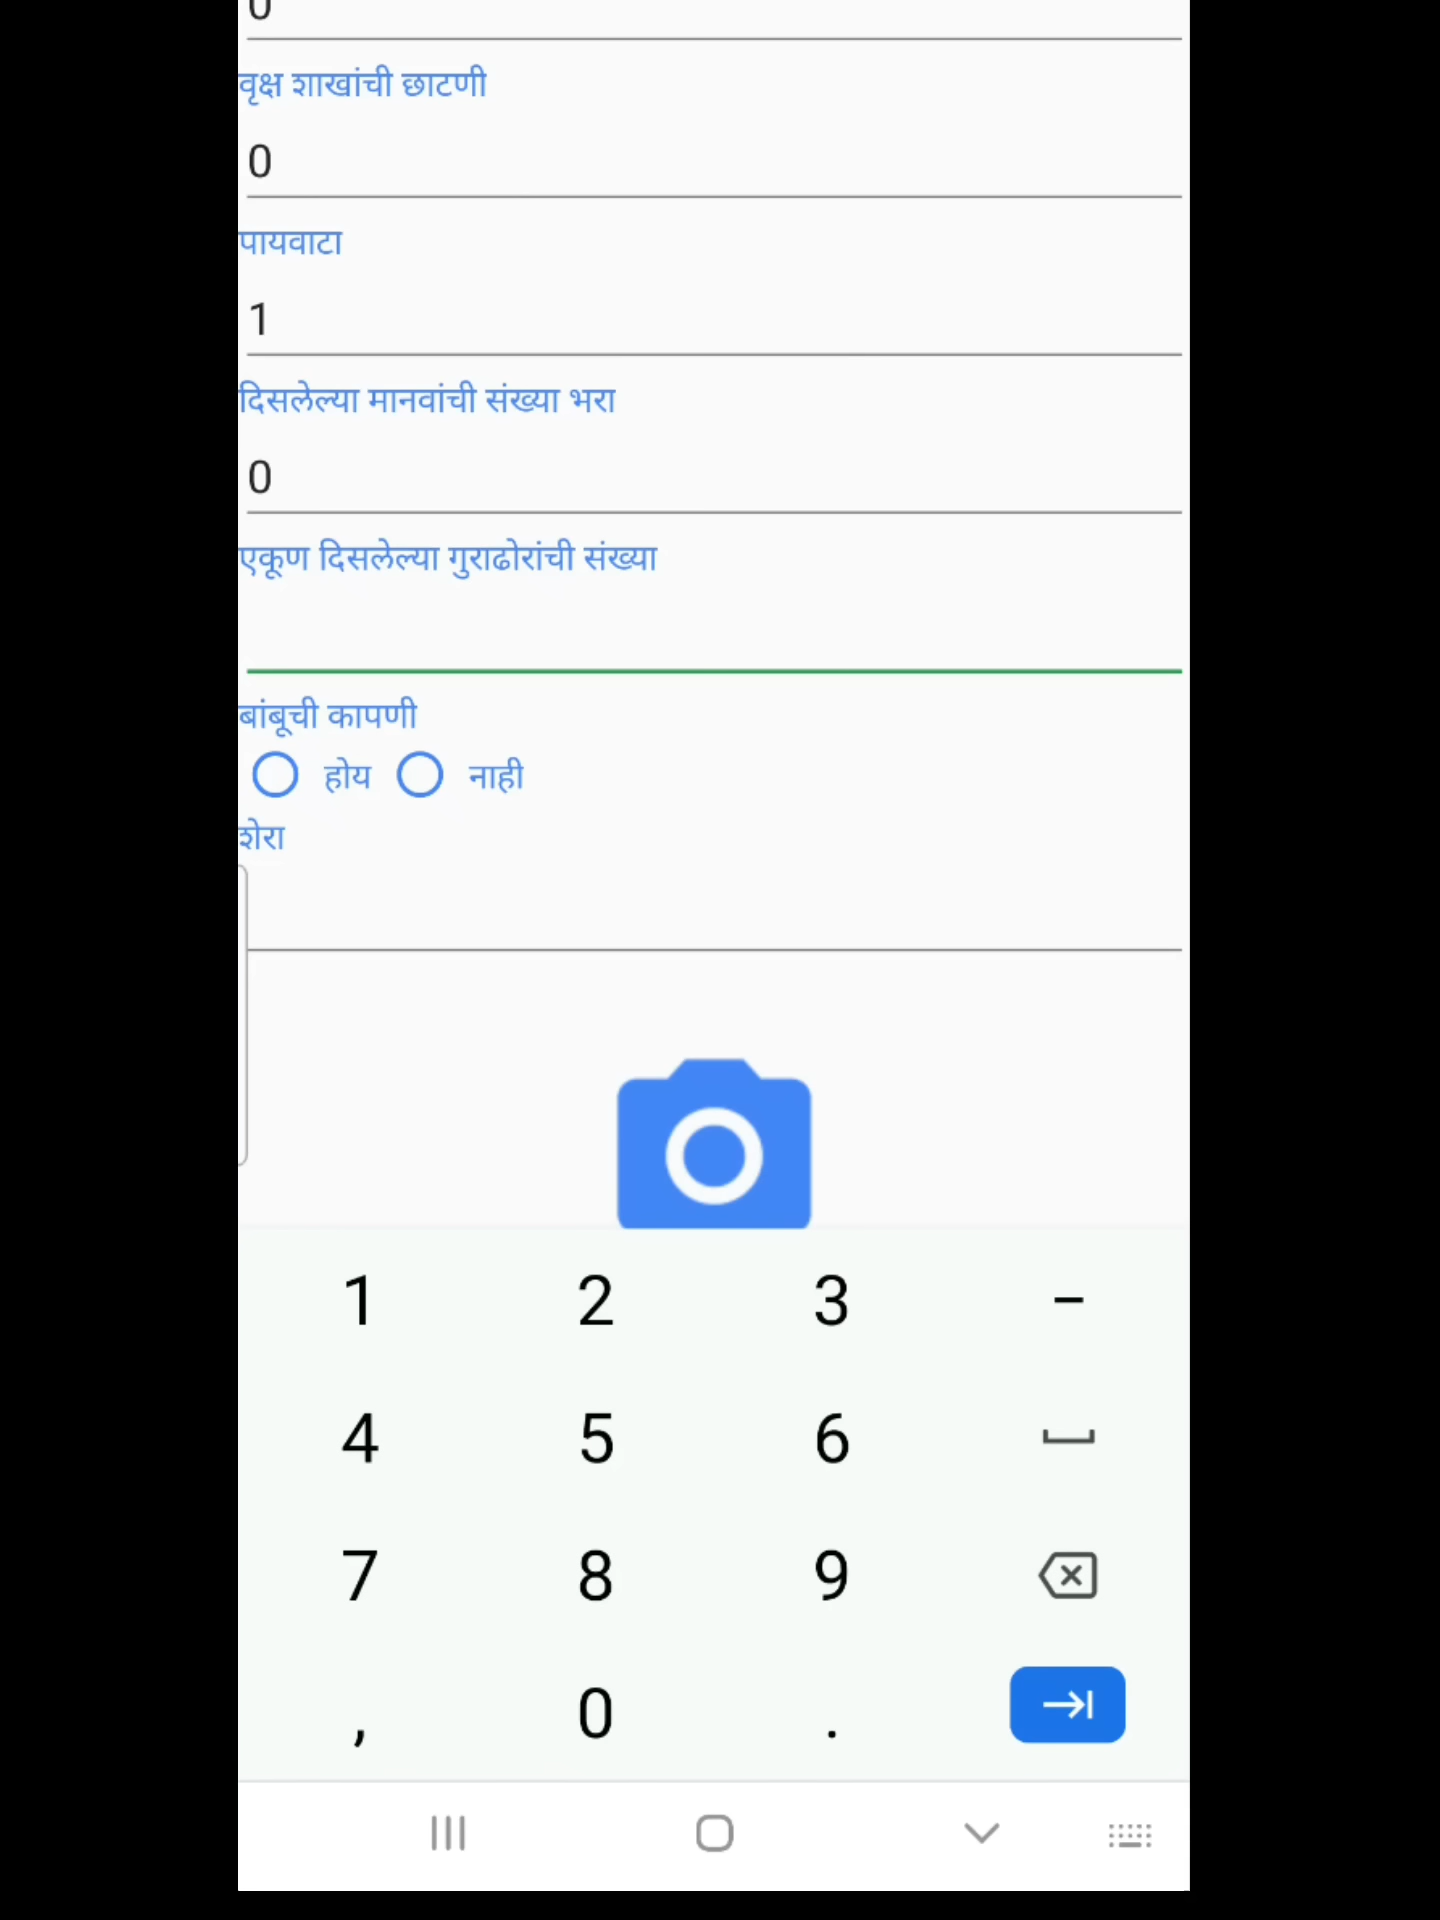 0
वृक्ष शाखांची छाटणी
0
पायवाटा
1
दिसलेल्या मानवांची संख्या भरा
0
एकूण दिसलेल्या गुराढोरांची संख्या
बांबूची कापणी
होय नाही
शेरा
1 2 3 –
4 5 6
7 8 9
, 0 .